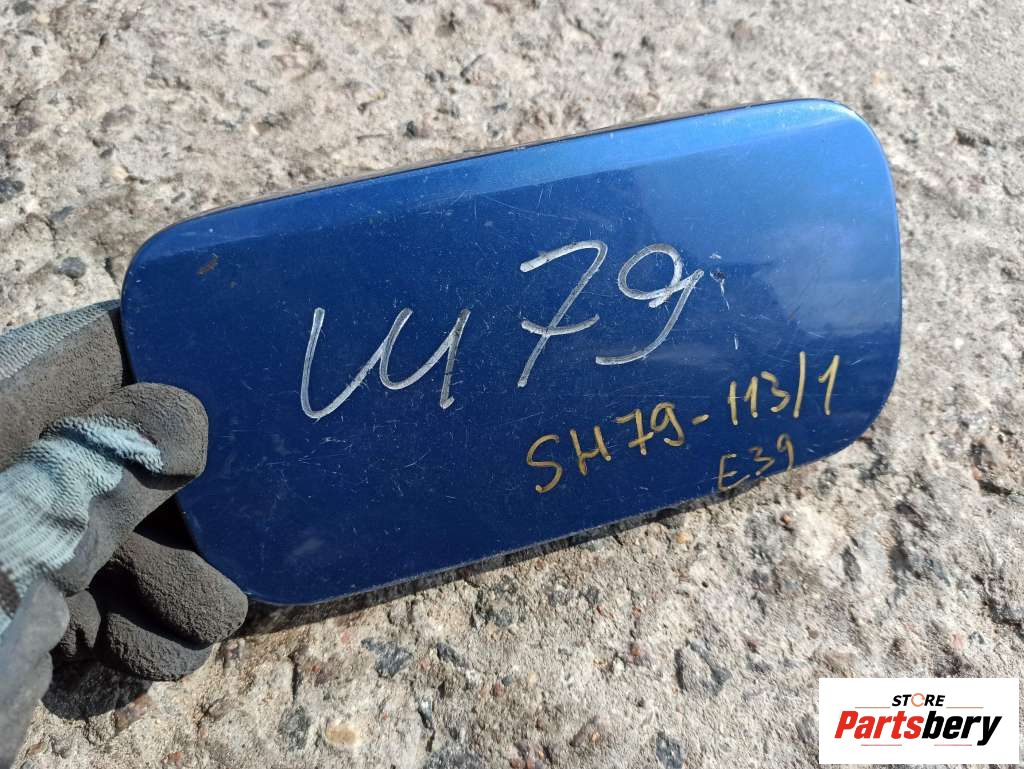 Ш79
SH79-113/1
E39
STORE
Partsbery